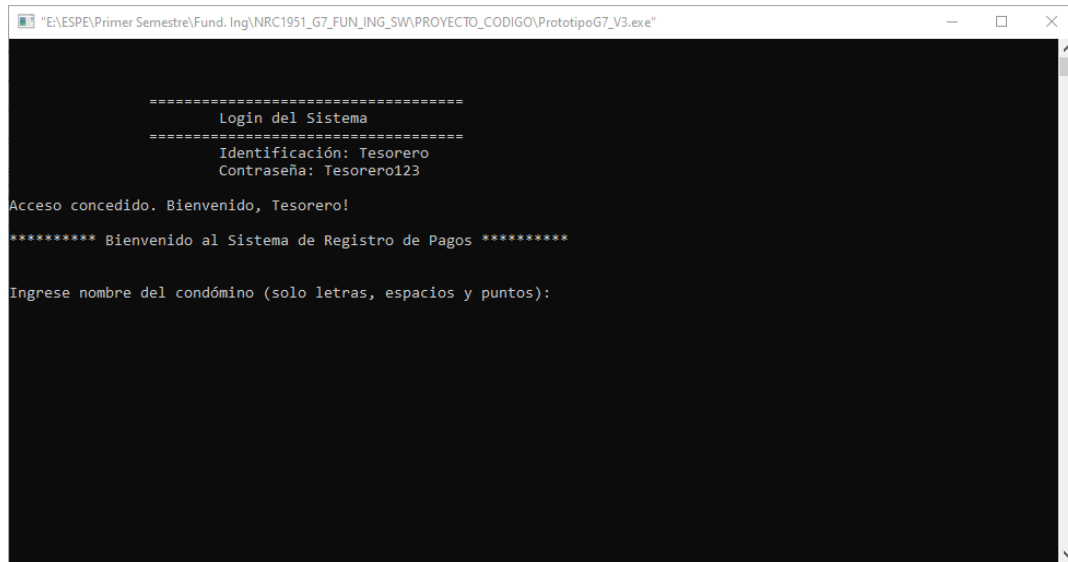 "E:\ESPE\Primer Semestre\Fund. Ing\NRC1951_G7_FUN_ING_SW\PROYECTO_CODIGO\PrototipoG7_V3.exe"
====================================
Login del Sistema
====================================
Identificación: Tesorero
Contraseña: Tesorero123
Acceso concedido. Bienvenido, Tesorero!
********** Bienvenido al Sistema de Registro de Pagos **********
Ingrese nombre del condómino (solo letras, espacios y puntos):